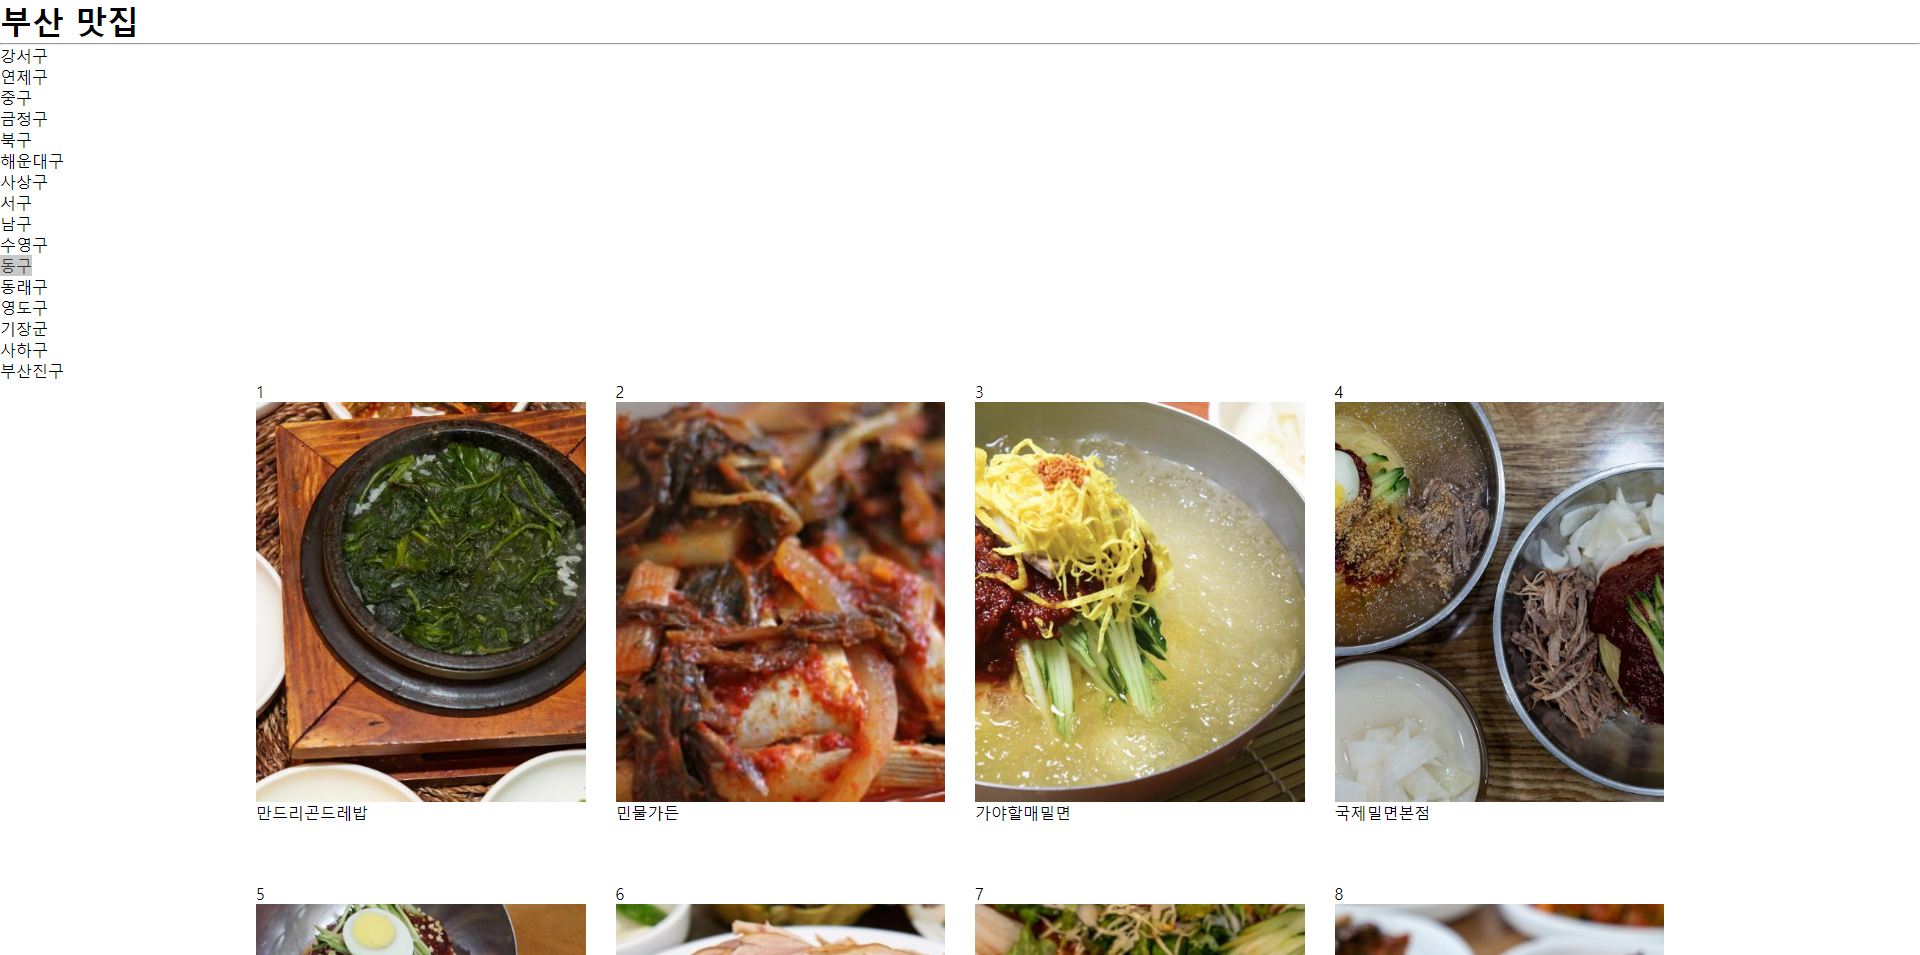 부산 맛집
강서구
연제구
중구
금정구
북구
해운대구
사상구
서구
남구
수영구
동구
동래구
영도구
기장군
사하구
부산진구
1 2 3 4
만드리곤드레밥 민물가든 가야할매밀면 국제밀면본점
5 6 7 8